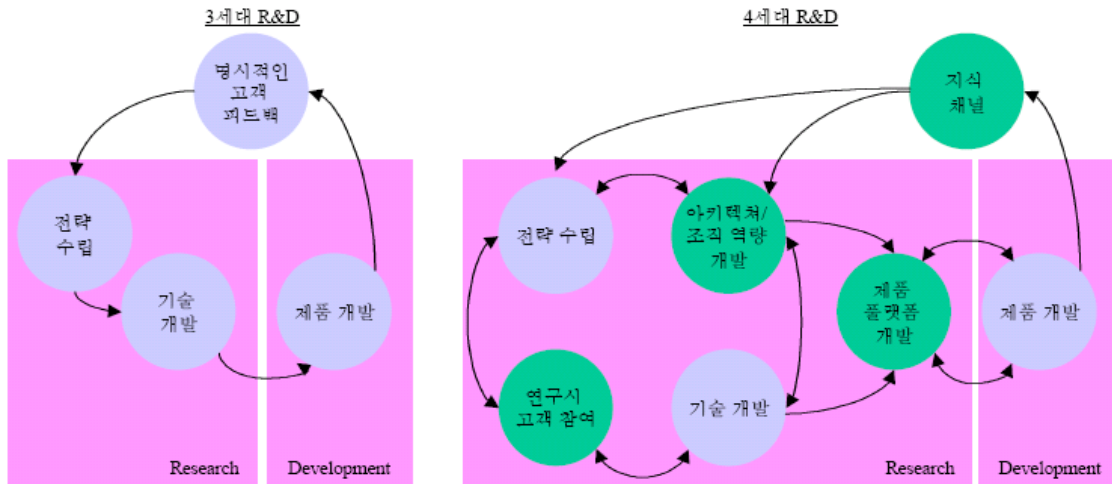 3세대 R&D
명시적인
고객
피드백
전략
수립
기술
개발
제품 개발
Research
Development
4세대 R&D
지식
채널
전략 수립
아키텍쳐/
조직 역량
개발
제품
플랫폼
개발
제품 개발
연구시
고객 참여
기술 개발
Research
Development